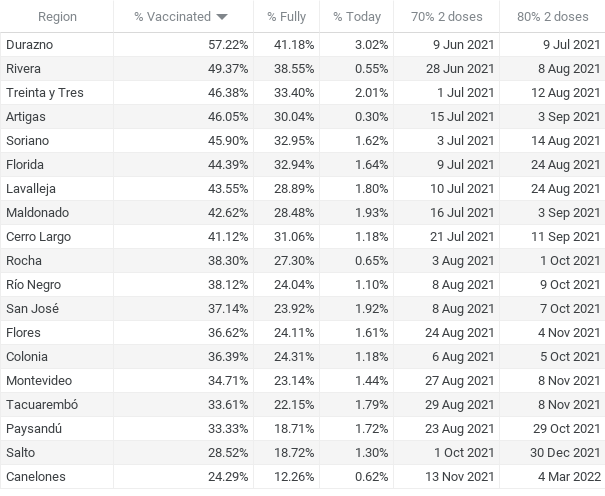 Region % Vaccinated % Fully % Today 70% 2 doses 80% 2 doses
Durazno 57.22% 41.18% 3.02% 9 Jun 2021 9 Jul 2021
Rivera 49.37% 38.55% 0.55% 28 Jun 2021 8 Aug 2021
Treinta y Tres 46.38% 33.40% 2.01% 1 Jul 2021 12 Aug 2021
Artigas 46.05% 30.04% 0.30% 15 Jul 2021 3 Sep 2021
Soriano 45.90% 32.95% 1.62% 3 Jul 2021 14 Aug 2021
Florida 44.39% 32.94% 1.64% 9 Jul 2021 24 Aug 2021
Lavalleja 43.55% 28.89% 1.80% 10 Jul 2021 24 Aug 2021
Maldonado 42.62% 28.48% 1.93% 16 Jul 2021 3 Sep 2021
Cerro Largo 41.12% 31.06% 1.18% 21 Jul 2021 11 Sep 2021
Rocha 38.30% 27.30% 0.65% 3 Aug 2021 1 Oct 2021
Río Negro 38.12% 24.04% 1.10% 8 Aug 2021 9 Oct 2021
San José 37.14% 23.92% 1.92% 8 Aug 2021 7 Oct 2021
Flores 36.62% 24.11% 1.61% 24 Aug 2021 4 Nov 2021
Colonia 36.39% 24.31% 1.18% 6 Aug 2021 5 Oct 2021
Montevideo 34.71% 23.14% 1.44% 27 Aug 2021 8 Nov 2021
Tacuarembó 33.61% 22.15% 1.79% 29 Aug 2021 8 Nov 2021
Paysandú 33.33% 18.71% 1.72% 23 Aug 2021 29 Oct 2021
Salto 28.52% 18.72% 1.30% 1 Oct 2021 30 Dec 2021
Canelones 24.29% 12.26% 0.62% 13 Nov 2021 4 Mar 2022